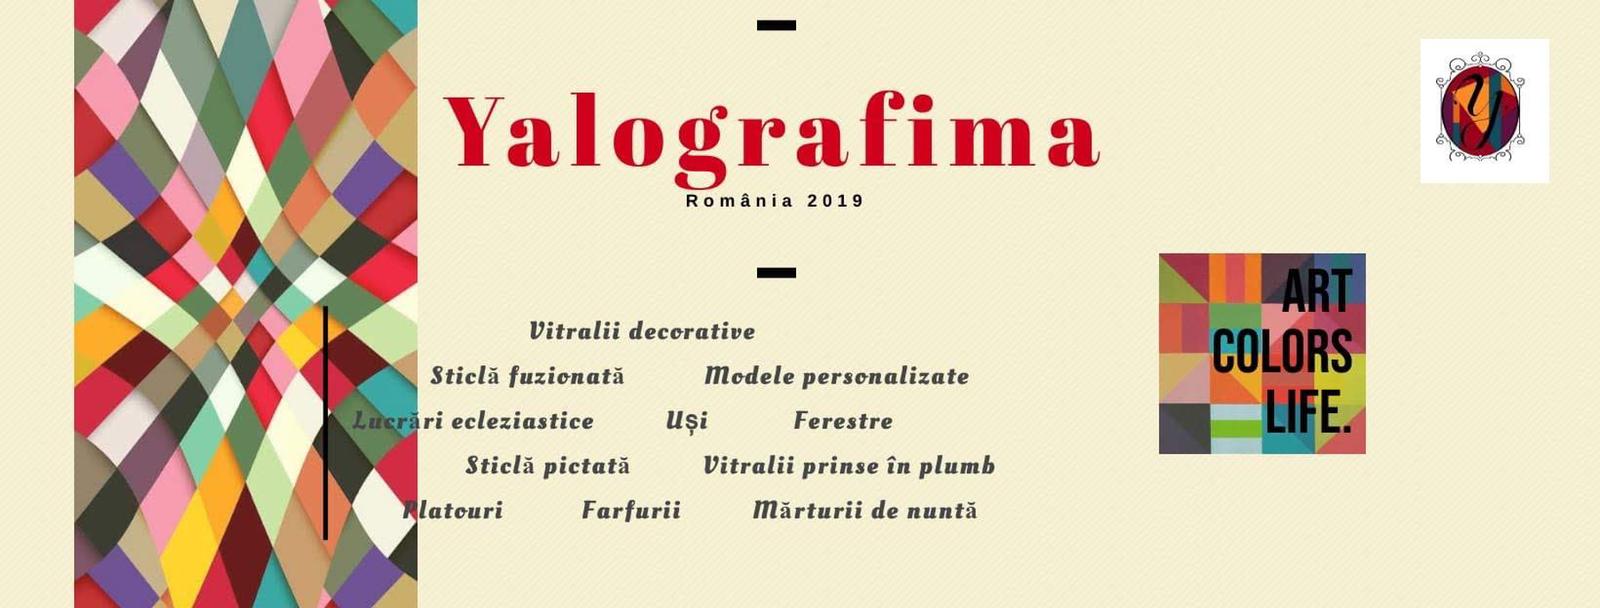 Yalografima
România 2019
Vitralii decorative
Sticlă fuzionată Modele personalizate
Lucrări ecleziastice Uși Ferestre
Sticlă pictată Vitralii prinse în plumb
Platouri Farfurii Mărturii de nuntă
ART
COLORS
LIFE.
Y